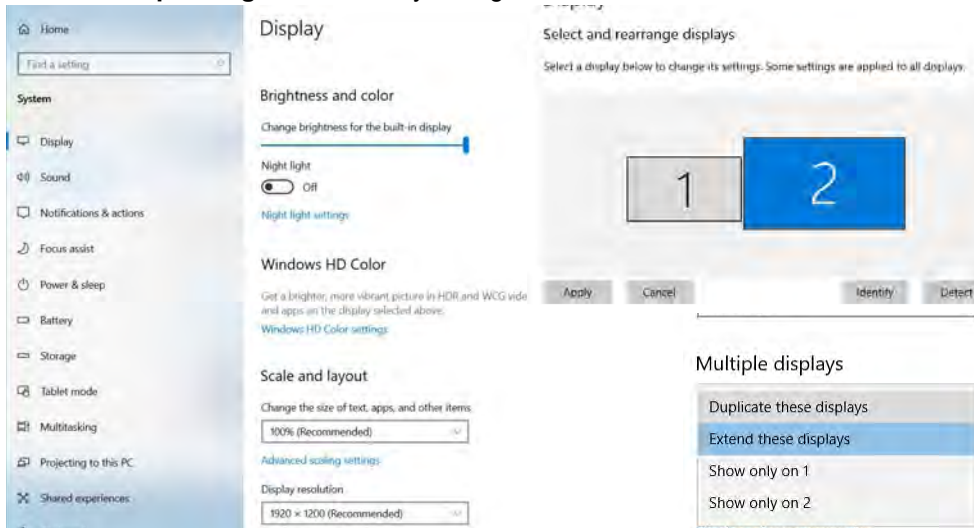 Home
Find a setting
System
Display
Sound
Notifications & actions
Focus assist
Power & sleep
Battery
Storage
Tablet mode
Multitasking
Projecting to this PC
Shared experiences
Display
Brightness and color
Change brightness for the built-in display
Night light
Off
Night light settings
Windows HD Color
Get a brighter, more vibrant picture in HDR and WCG vide
and apps on the display selected above.
Windows HD Color settings
Scale and layout
Change the size of text, apps, and other items
100% (Recommended)
Advanced scaling settings
Display resolution
1920 × 1200 (Recommended)
Select and rearrange displays
Select a display below to change its settings. Some settings are applied to all displays.
1
2
Apply Cancel Identify Detect
Multiple displays
Duplicate these displays
Extend these displays
Show only on 1
Show only on 2